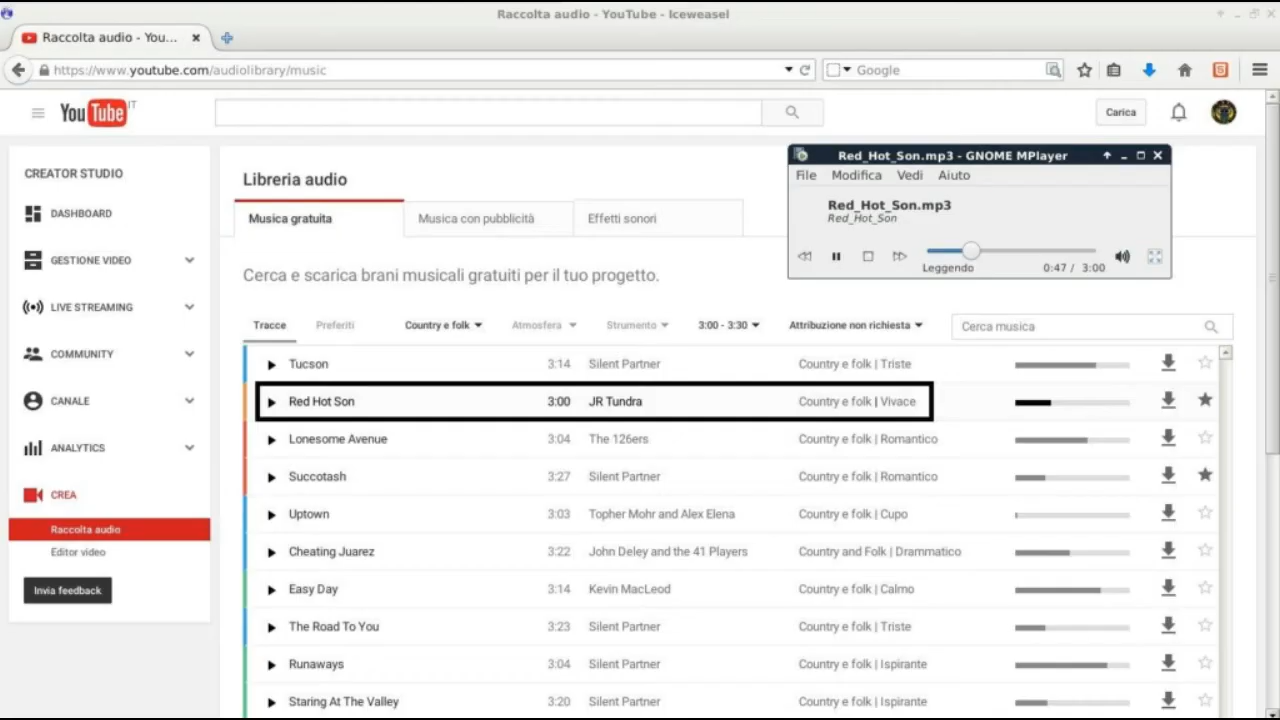 Raccolta audio - YouTube - Iceweasel
Raccolta audio - You...
https://www.youtube.com/audiolibrary/music
Google
YouTube IT
Carica
CREATOR STUDIO
DASHBOARD
GESTIONE VIDEO
LIVE STREAMING
COMMUNITY
CANALE
ANALYTICS
CREA
Raccolta audio
Editor video
Invia feedback
Libreria audio
Musica gratuita Musica con pubblicità Effetti sonori
Cerca e scarica brani musicali gratuiti per il tuo progetto.
Red_Hot_Son.mp3 - GNOME MPlayer
File Modifica Vedi Aiuto
Red_Hot_Son.mp3
Red_Hot_Son
Leggendo 0:47 / 3:00
Tracce Preferiti Country e folk Atmosfera Strumento 3:00 - 3:30 Attribuzione non richiesta Cerca musica
Tucson 3:14 Silent Partner Country e folk | Triste
Red Hot Son 3:00 JR Tundra Country e folk | Vivace
Lonesome Avenue 3:04 The 126ers Country e folk | Romantico
Succotash 3:27 Silent Partner Country e folk | Romantico
Uptown 3:03 Topher Mohr and Alex Elena Country e folk | Cupo
Cheating Juarez 3:22 John Deley and the 41 Players Country and Folk | Drammatico
Easy Day 3:14 Kevin MacLeod Country e folk | Calmo
The Road To You 3:23 Silent Partner Country e folk | Triste
Runaways 3:04 Silent Partner Country e folk | Ispirante
Staring At The Valley 3:20 Silent Partner Country e folk | Ispirante